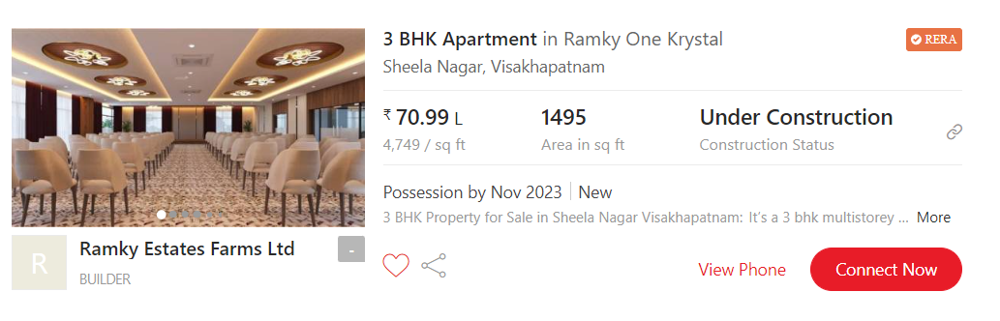 3 BHK Apartment in Ramky One Krystal
RERA
Sheela Nagar, Visakhapatnam
₹ 70.99 L
4,749 / sq ft
1495
Area in sq ft
Under Construction
Construction Status
Possession by Nov 2023 | New
3 BHK Property for Sale in Sheela Nagar Visakhapatnam: It's a 3 bhk multistorey ... More
R
Ramky Estates Farms Ltd
-
BUILDER
View Phone
Connect Now